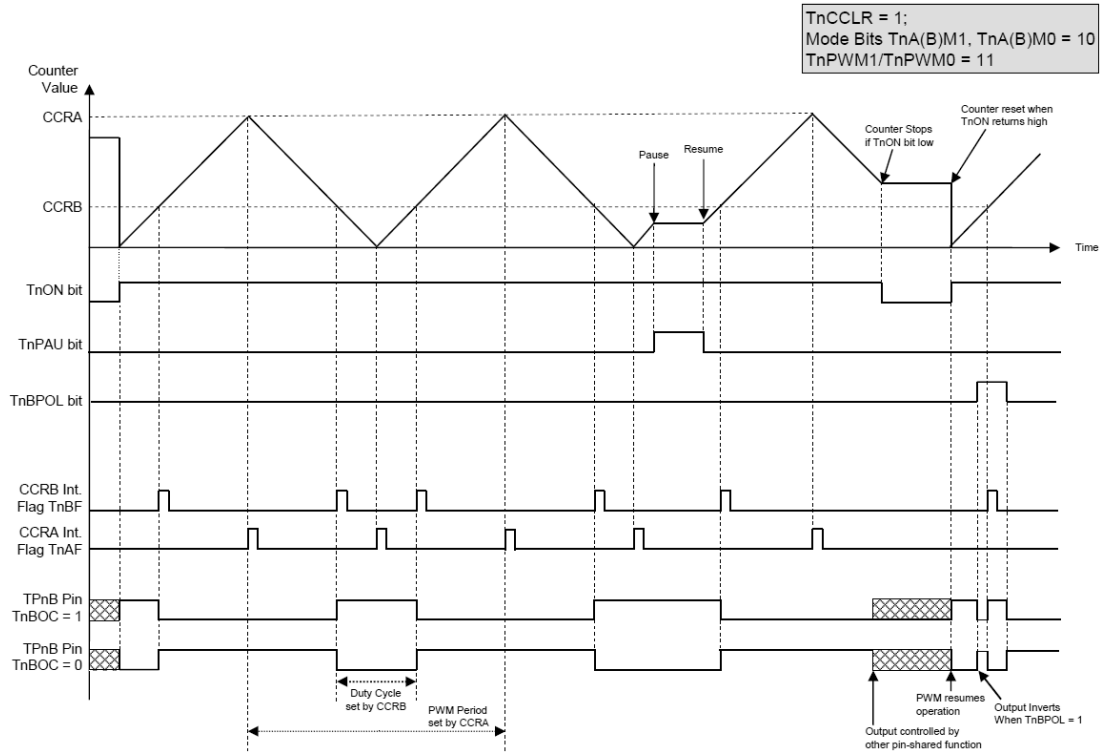 TnCCLR = 1;
Mode Bits TnA(B)M1, TnA(B)M0 = 10
TnPWM1/TnPWM0 = 11
Counter
Value
CCRA
CCRB
Pause
Resume
Counter Stops
if TnON bit low
Counter reset when
TnON returns high
Time
TnON bit
TnPAU bit
TnBPOL bit
CCRB Int.
Flag TnBF
CCRA Int.
Flag TnAF
TPnB Pin
TnBOC = 1
TPnB Pin
TnBOC = 0
Duty Cycle
set by CCRB
PWM Period
set by CCRA
Output controlled by
other pin-shared function
PWM resumes
operation
Output Inverts
When TnBPOL = 1